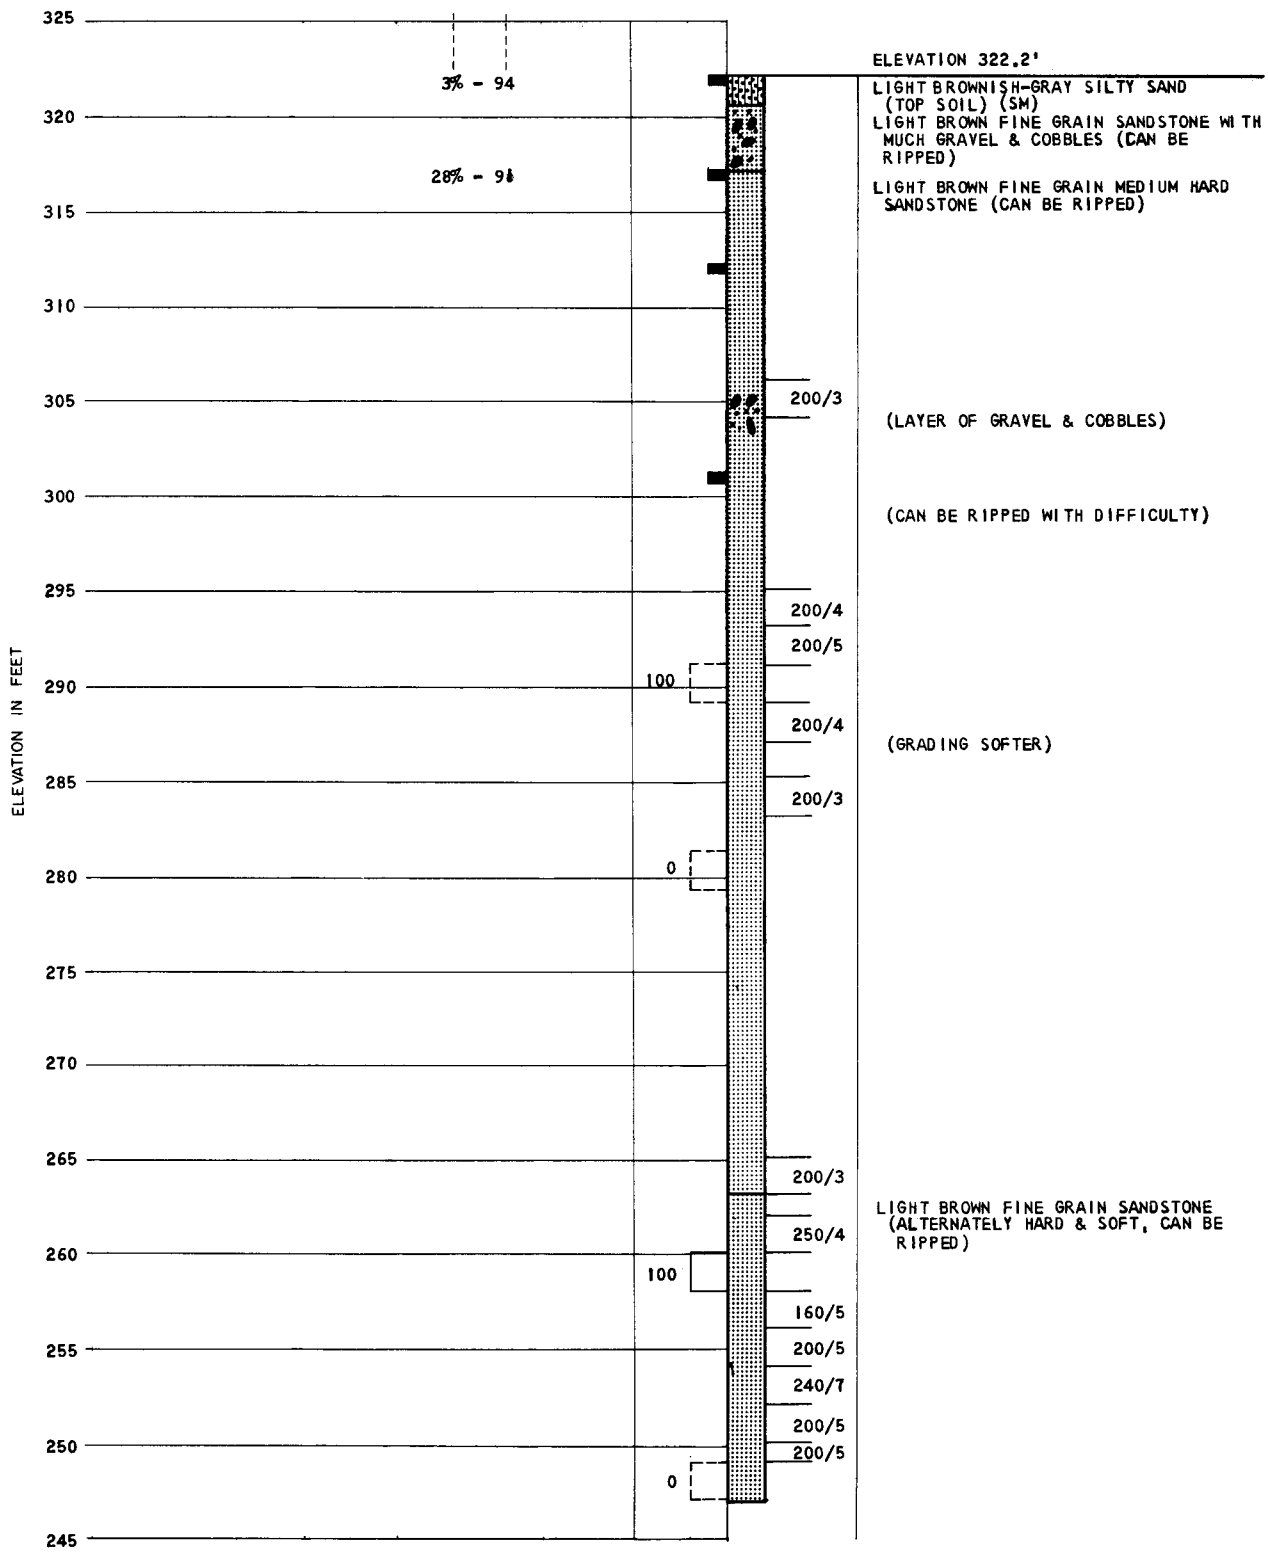 325
ELEVATION 322.2'
3% - 94
LIGHT BROWNISH-GRAY SILTY SAND
(TOP SOIL) (SM)
320
LIGHT BROWN FINE GRAIN SANDSTONE WITH
MUCH GRAVEL & COBBLES (CAN BE
RIPPED)
28% -
LIGHT BROWN FINE GRAIN MEDIUM HARD
SANDSTONE (CAN BE RIPPED)
315
310
305
200/3
(LAYER OF GRAVEL & COBBLES)
300
(CAN BE RIPPED WITH DIFFICULTY)
295
200/4
200/5
ELEVATION IN FEET
100
290
200/4
(GRADING SOFTER)
285
200/3
0
280
275
270
265
200/3
LIGHT BROWN FINE GRAIN SANDSTONE
(ALTERNATELY HARD & SOFT, CAN BE
RIPPED)
250/4
260
100
160/5
255
200/5
240/7
200/5
250
200/5
0
245